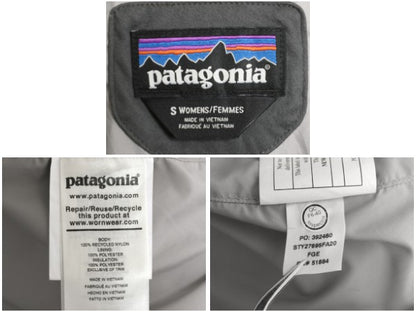 patagonia®
S WOMENS/FEMMES
MADE IN VIETNAM
FABRIQUÉ AU VIETNAM
patagonia®
www.patagonia.com
Repair/Reuse/Recycle
this product at
www.wornwear.com
BODY:
100% RECYCLED NYLON
LINING:
100% POLYESTER
INSULATION:
100% POLYESTER
EXCLUSIVE OF TRIM
MADE IN VIETNAM
FABRIQUÉ AU VIETNAM
HECHO EN VIETNAM
FATTO IN VIETNAM
PO: 392460
STY27695FA20
FGE
51884